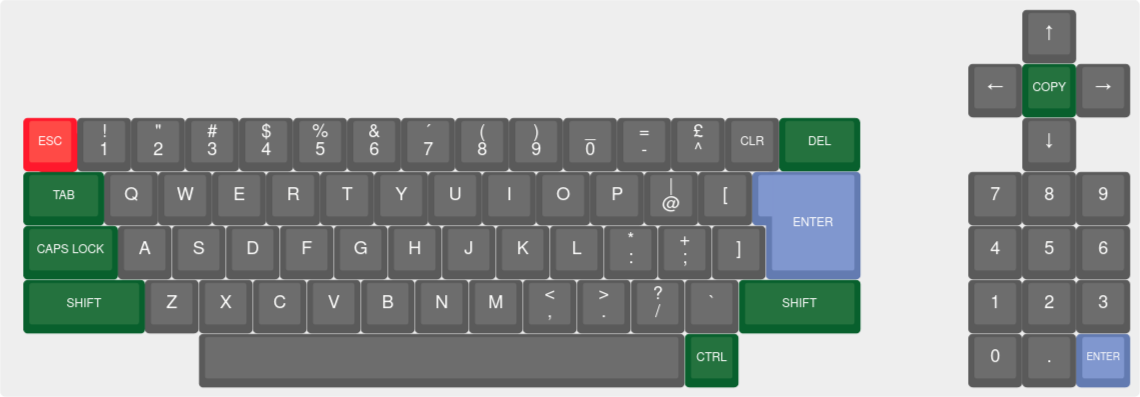 ↑
← COPY →
ESC ! 1 " 2 # 3 $ 4 % 5 & 6 ´ 7 ( 8 ) 9 _ 0 = - £ ^ CLR DEL ↓
TAB Q W E R T Y U I O P | @ [ ENTER 7 8 9
CAPS LOCK A S D F G H J K L * : + ; ] 4 5 6
SHIFT Z X C V B N M < , > . ? / ` SHIFT 1 2 3
CTRL 0 . ENTER